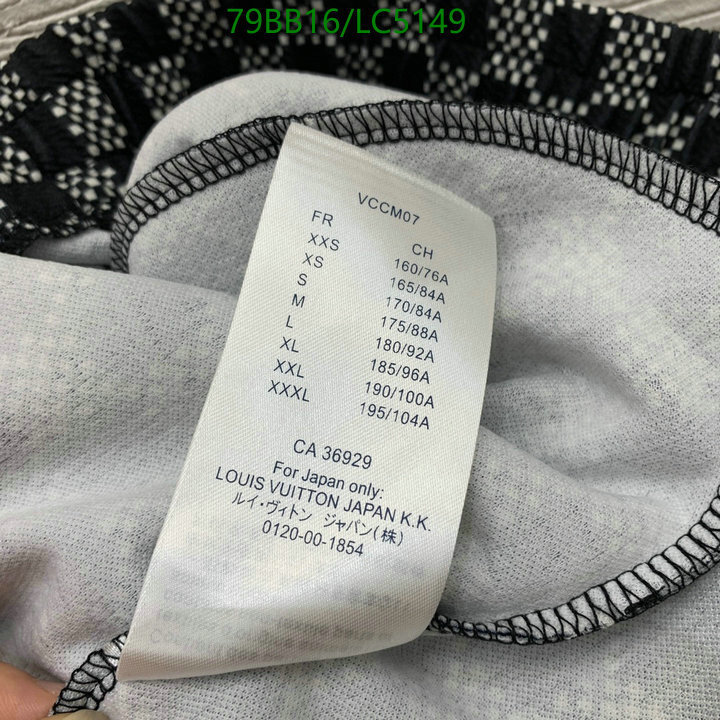 79BB16/LC5149
VCCM07
FR CH
XXS 160/76A
XS 165/84A
S 170/84A
M 175/88A
L 180/92A
XL 185/96A
XXL 190/100A
XXXL 195/104A
CA 36929
For Japan only:
LOUIS VUITTON JAPAN K.K.
ルイ・ヴィトン ジャパン(株)
0120-00-1854